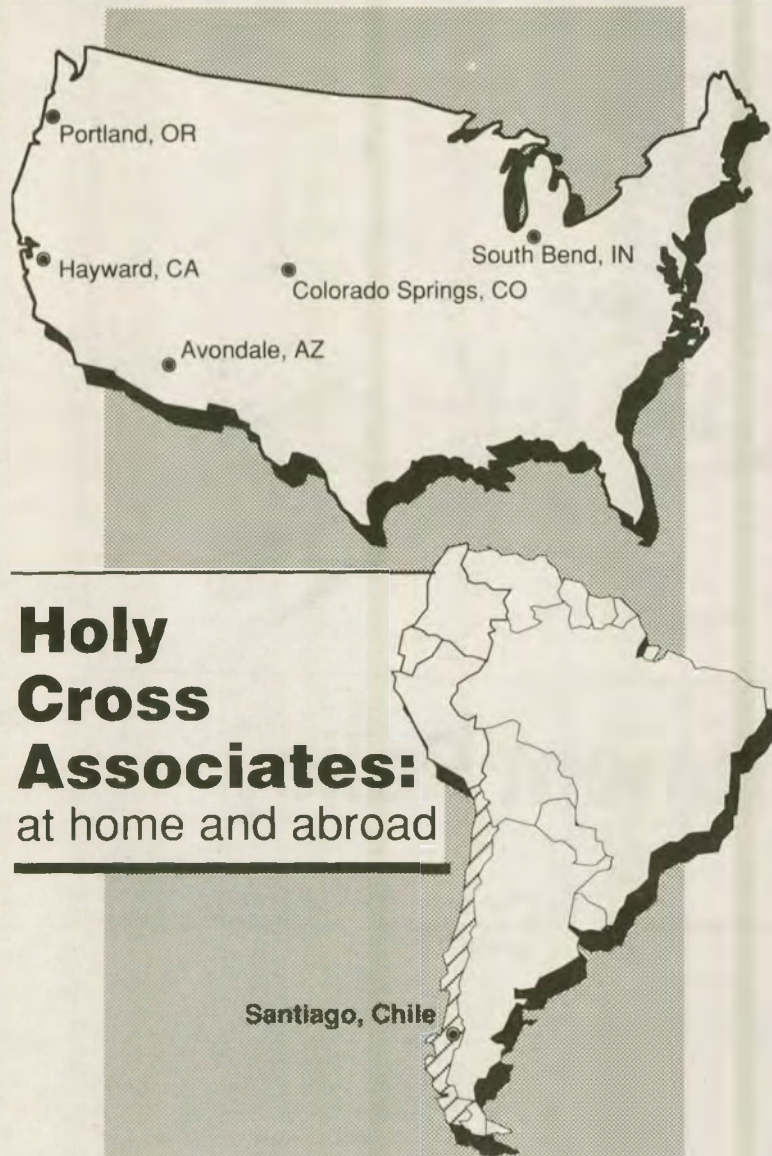 Portland, OR
South Bend, IN
Hayward, CA
Colorado Springs, CO
Avondale, AZ
Holy
Cross
Associates:
at home and abroad
Santiago, Chile